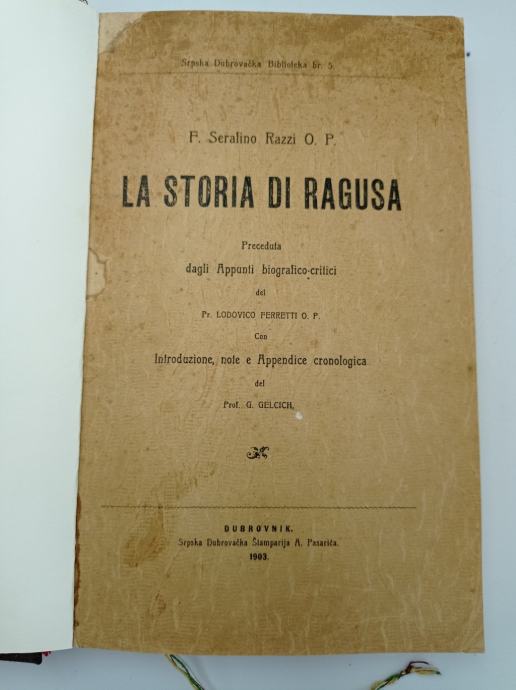 Srpska Dubrovačka Biblioteka br. 5.
F. Serafino Razzi O. P.
LA STORIA DI RAGUSA
Preceduta
dagli Appunti biografico-critici
del
Pr. LODOVICO FERRETTI O. P.
Con
Introduzione, note e Appendice cronologica
del
Prof. G. GELCICH.
DUBROVNIK.
Srpska Dubrovačka Štamparija A. Pasarića.
1903.